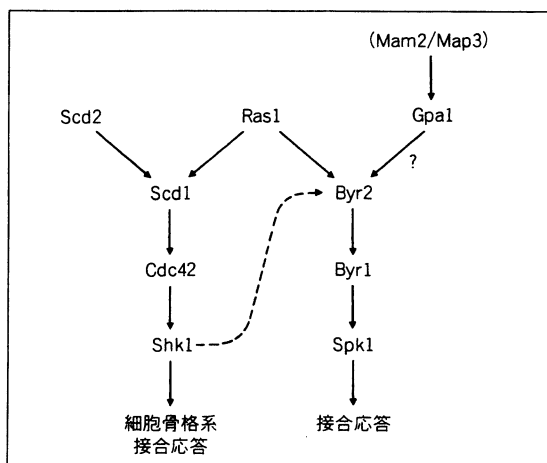 (Mam2/Map3)
Scd2 Ras1 Gpa1
?
Scd1 Byr2
Cdc42 Byr1
Shk1 Spk1
細胞骨格系 接合応答
接合応答